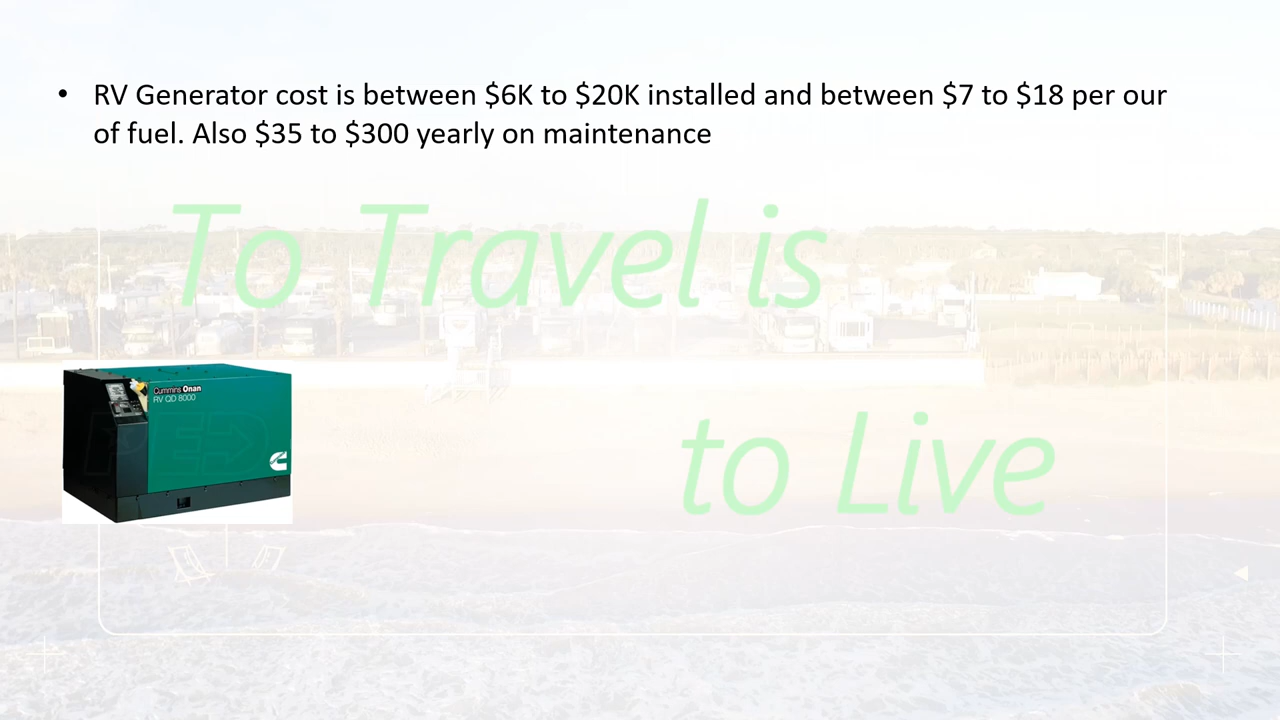 • RV Generator cost is between $6K to $20K installed and between $7 to $18 per our
of fuel. Also $35 to $300 yearly on maintenance
To Travel is
Cummins Onan
RV QD 8000
to Live